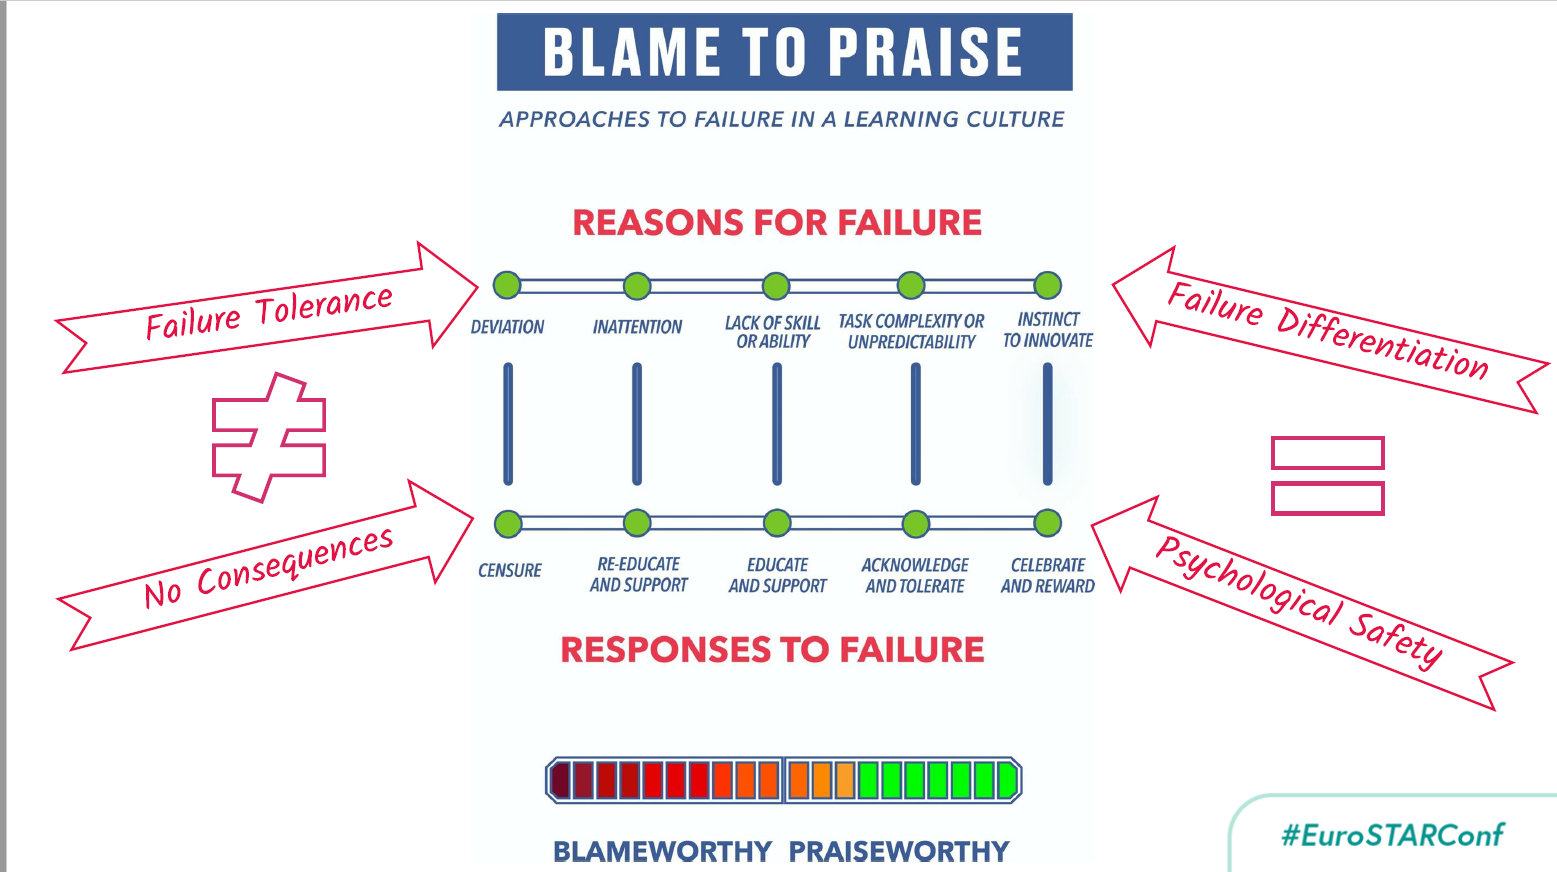 BLAME TO PRAISE
APPROACHES TO FAILURE IN A LEARNING CULTURE
REASONS FOR FAILURE
Failure Tolerance
Failure Differentiation
DEVIATION
INATTENTION
LACK OF SKILL
OR ABILITY
TASK COMPLEXITY OR
UNPREDICTABILITY
INSTINCT
TO INNOVATE
≠
=
No Consequences
Psychological Safety
CENSURE
RE-EDUCATE
AND SUPPORT
EDUCATE
AND SUPPORT
ACKNOWLEDGE
AND TOLERATE
CELEBRATE
AND REWARD
RESPONSES TO FAILURE
BLAMEWORTHY PRAISEWORTHY
#EuroSTARConf